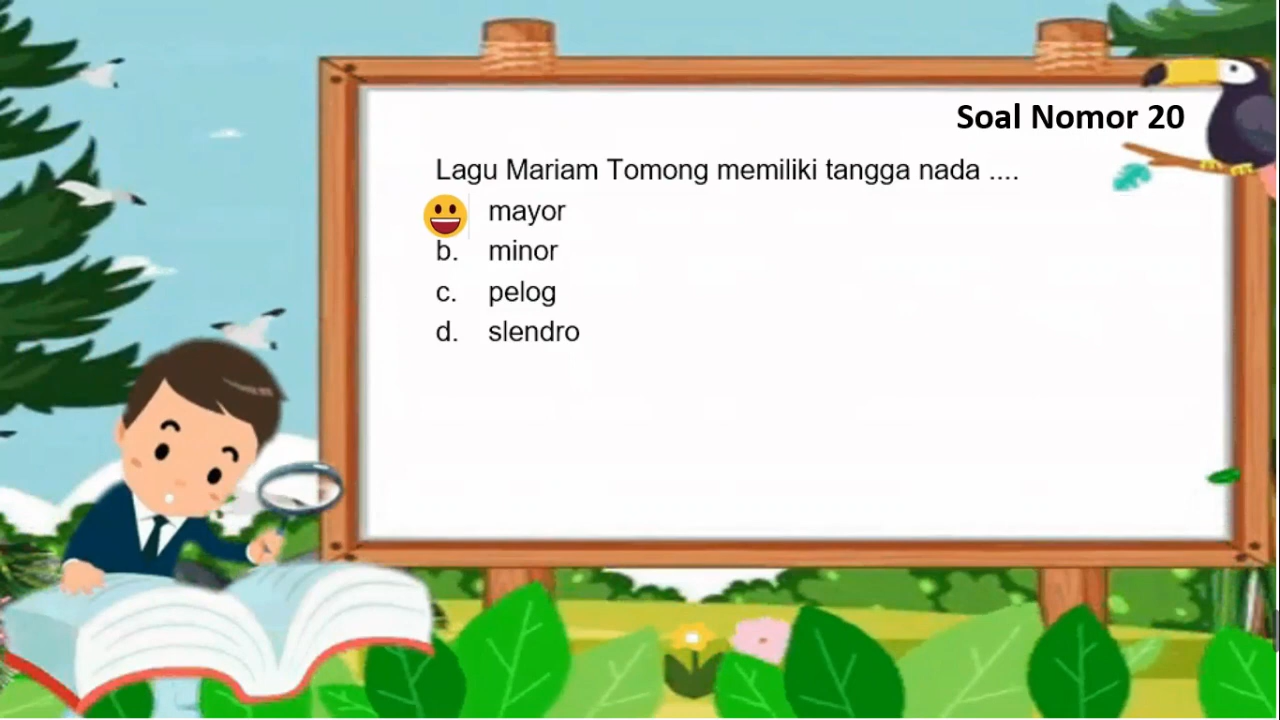 Soal Nomor 20
Lagu Mariam Tomong memiliki tangga nada ....
mayor
b. minor
c. pelog
d. slendro